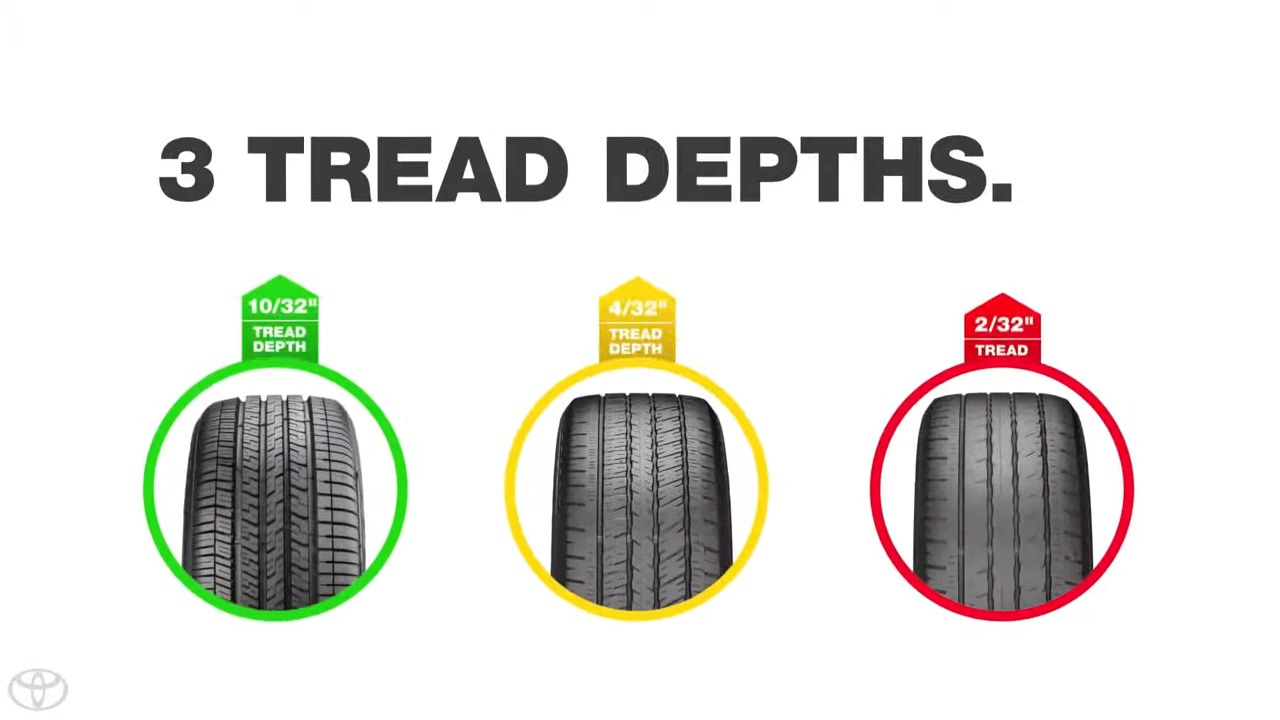 3 TREAD DEPTHS.
10/32"
TREAD
DEPTH
4/32"
TREAD
DEPTH
2/32"
TREAD